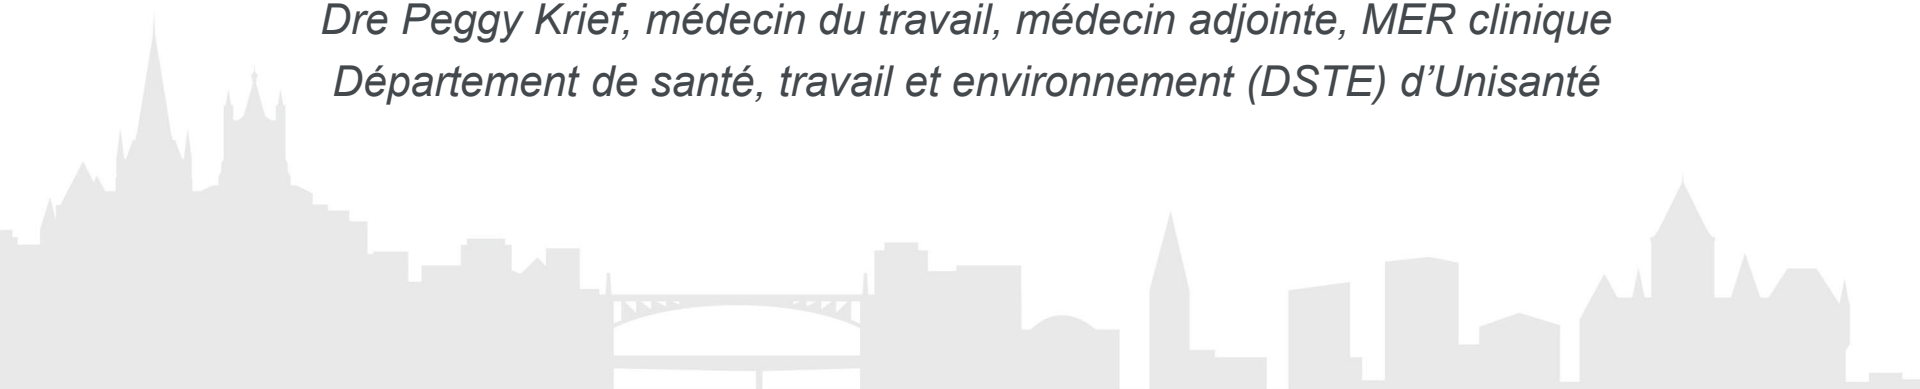 Dre Peggy Krief, médecin du travail, médecin adjointe, MER clinique
Département de santé, travail et environnement (DSTE) d’Unisanté